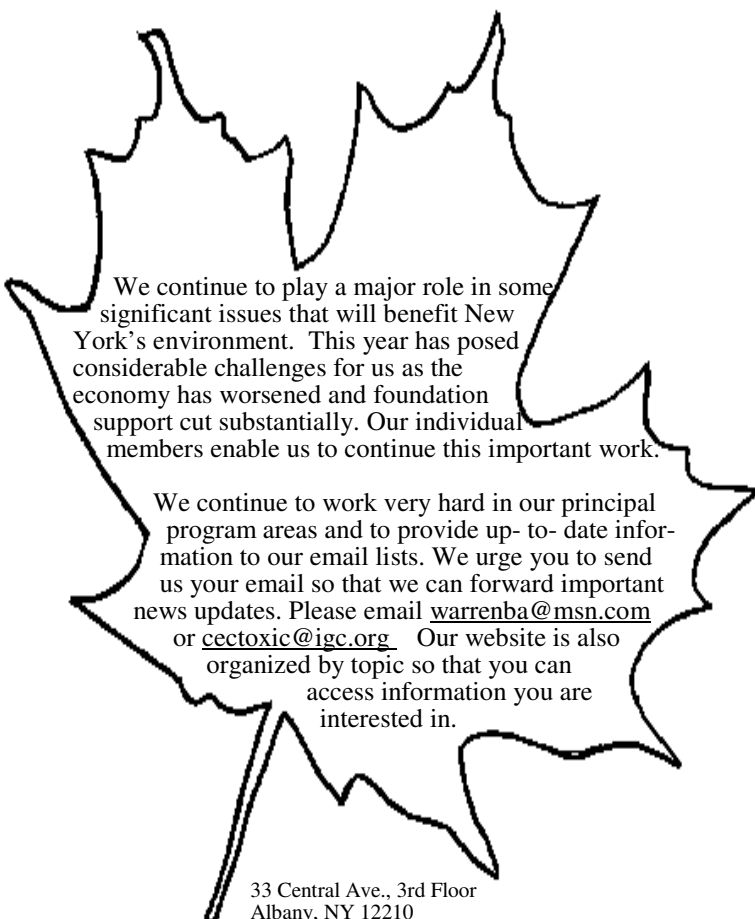 We continue to play a major role in some
significant issues that will benefit New
York's environment.  This year has posed
considerable challenges for us as the
economy has worsened and foundation
support cut substantially. Our individual
members enable us to continue this important work.
We continue to work very hard in our principal
program areas and to provide up- to- date infor-
mation to our email lists. We urge you to send
us your email so that we can forward important
news updates. Please email warrenba@msn.com
or cectoxic@igc.org   Our website is also
organized by topic so that you can
access information you are
interested in.
33 Central Ave., 3rd Floor
Albany, NY 12210